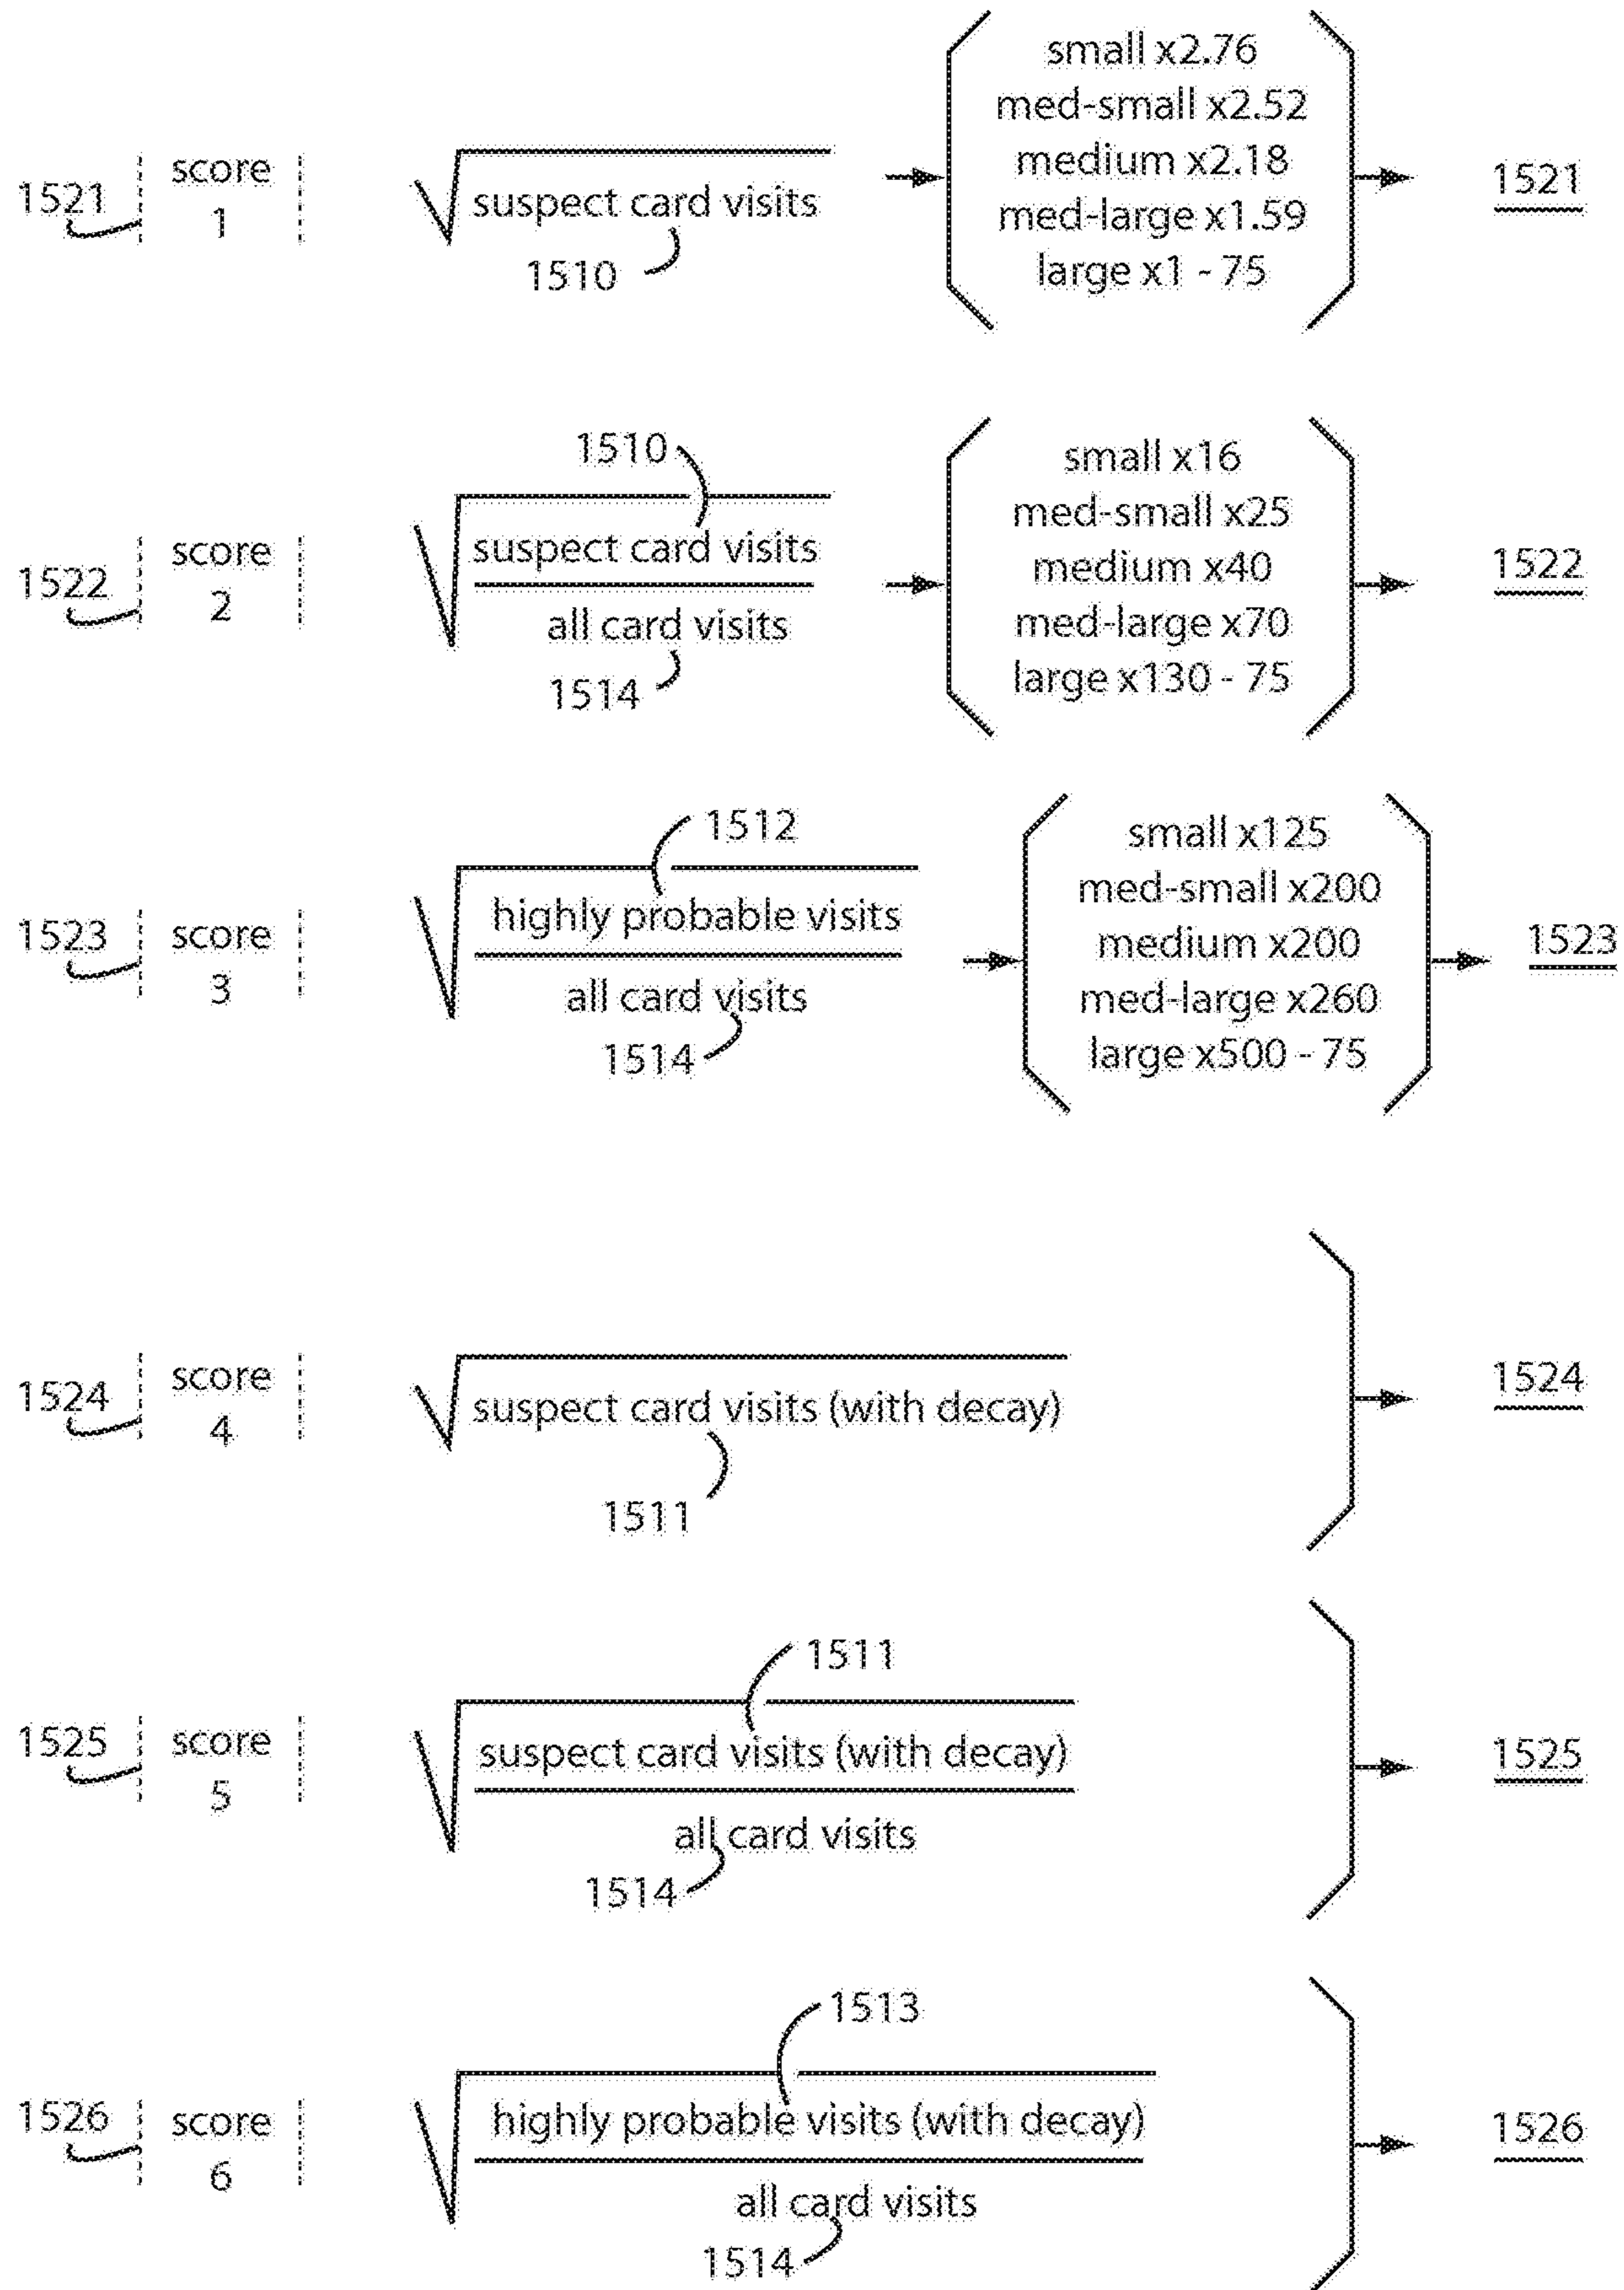 small x2.76
med-small x2.52
medium x2.18
med-large x1.59
large x1 - 75
1521
score
1
suspect card visits
1510
1521
1510
small x16
med-small x25
medium x40
med-large x70
large x130 - 75
1522
score
2
suspect card visits
all card visits
1514
1522
1512
small x125
med-small x200
medium x200
med-large x260
large x500 - 75
1523
score
3
highly probable visits
all card visits
1514
1523
1524
score
4
suspect card visits (with decay)
1511
1524
1511
1525
score
5
suspect card visits (with decay)
all card visits
1514
1525
1513
1526
score
6
highly probable visits (with decay)
all card visits
1514
1526